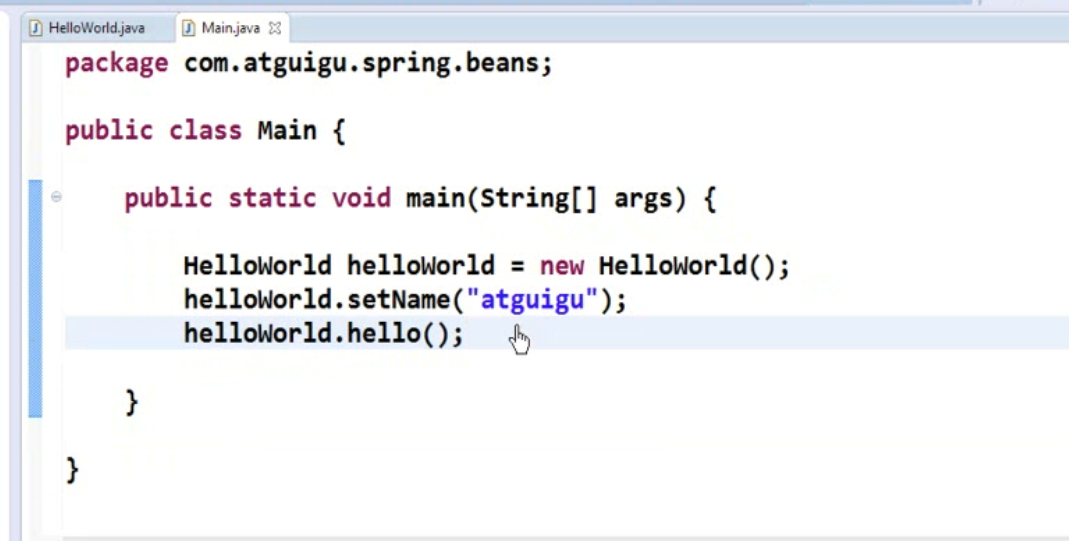 HelloWorld.java Main.java
package com.atguigu.spring.beans;
public class Main {
public static void main(String[] args) {
HelloWorld helloWorld = new HelloWorld();
helloWorld.setName("atguigu");
helloWorld.hello();
}
}